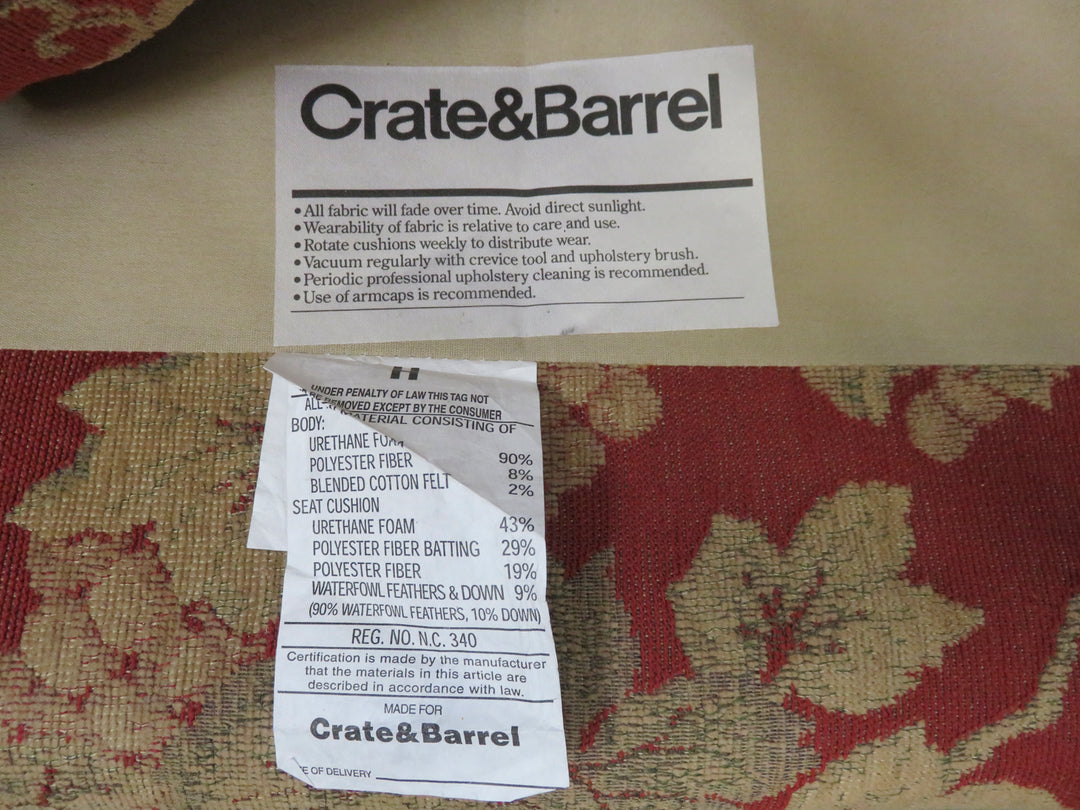 Crate&Barrel
• All fabric will fade over time. Avoid direct sunlight.
• Wearability of fabric is relative to care and use.
• Rotate cushions weekly to distribute wear.
• Vacuum regularly with crevice tool and upholstery brush.
• Periodic professional upholstery cleaning is recommended.
• Use of armcaps is recommended.
H
UNDER PENALTY OF LAW THIS TAG NOT
REMOVED EXCEPT BY THE CONSUMER
ALL MATERIAL CONSISTING OF
BODY:
URETHANE FOAM 90%
POLYESTER FIBER 8%
BLENDED COTTON FELT 2%
SEAT CUSHION
URETHANE FOAM 43%
POLYESTER FIBER BATTING 29%
POLYESTER FIBER 19%
WATERFOWL FEATHERS & DOWN 9%
(90% WATERFOWL FEATHERS, 10% DOWN)
REG. NO. N.C. 340
Certification is made by the manufacturer
that the materials in this article are
described in accordance with law.
MADE FOR
Crate&Barrel
OF DELIVERY